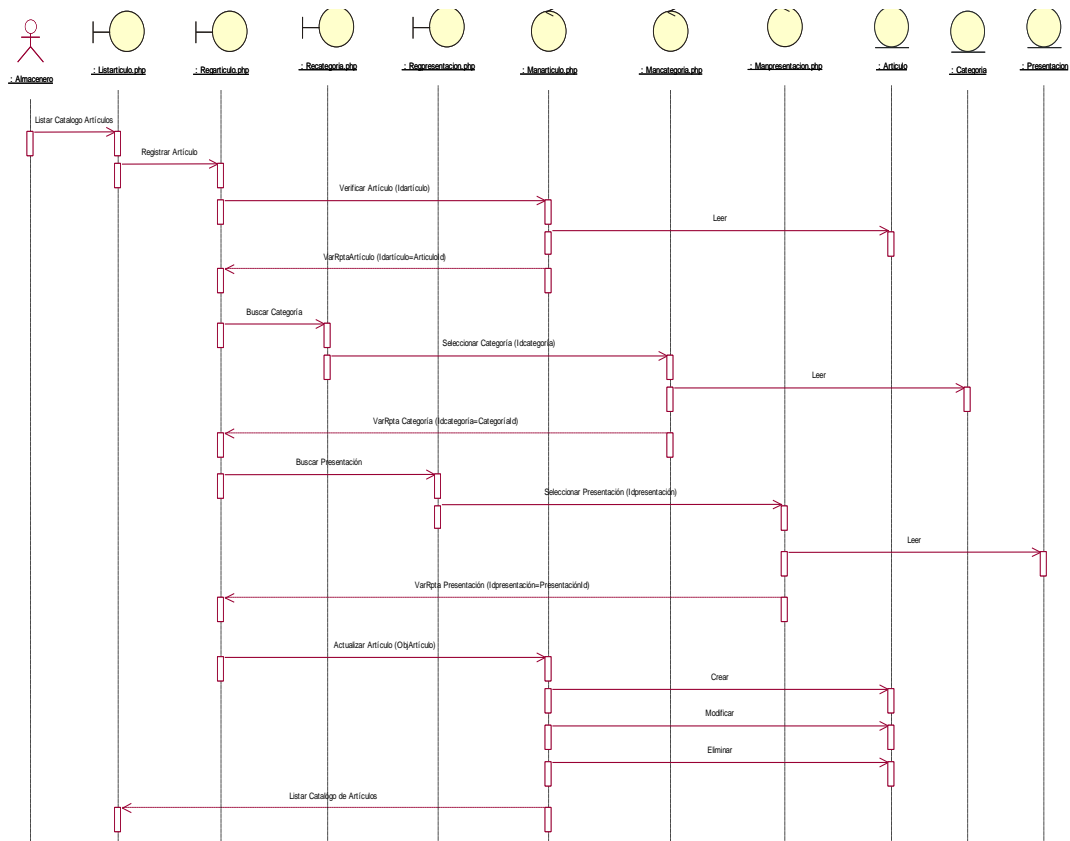 : Almacenero
: Listarticulo.php
: Regarticulo.php
: Recategoria.php
: Regpresentacion.php
: Manarticulo.php
: Mancategoria.php
: Manpresentacion.php
: Articulo
: Categoria
: Presentacion
Listar Catalogo Artículos
Registrar Artículo
Verificar Artículo (Idartículo)
Leer
VarRptaArtículo (Idartículo=ArticuloId)
Buscar Categoría
Seleccionar Categoría (Idcategoría)
Leer
VarRpta Categoría (Idcategoría=CategoríaId)
Buscar Presentación
Seleccionar Presentación (Idpresentación)
Leer
VarRpta Presentación (Idpresentación=PresentaciónId)
Actualizar Artículo (ObjArtículo)
Crear
Modificar
Eliminar
Listar Catalógo de Artículos